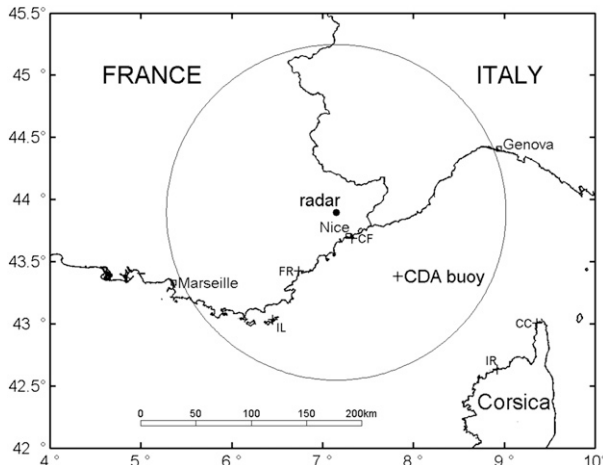 45.5°
45°
44.5°
44 °
43.5°
43°
42.5°
42 °
FRANCE
ITALY
Genova
radar
Nice
CF
FR
CDA buoy
Marseille
IL
CC
IR
Corsica
0 50 100 150 200km
4 ° 5 ° 6 ° 7 ° 8 ° 9 ° 10°